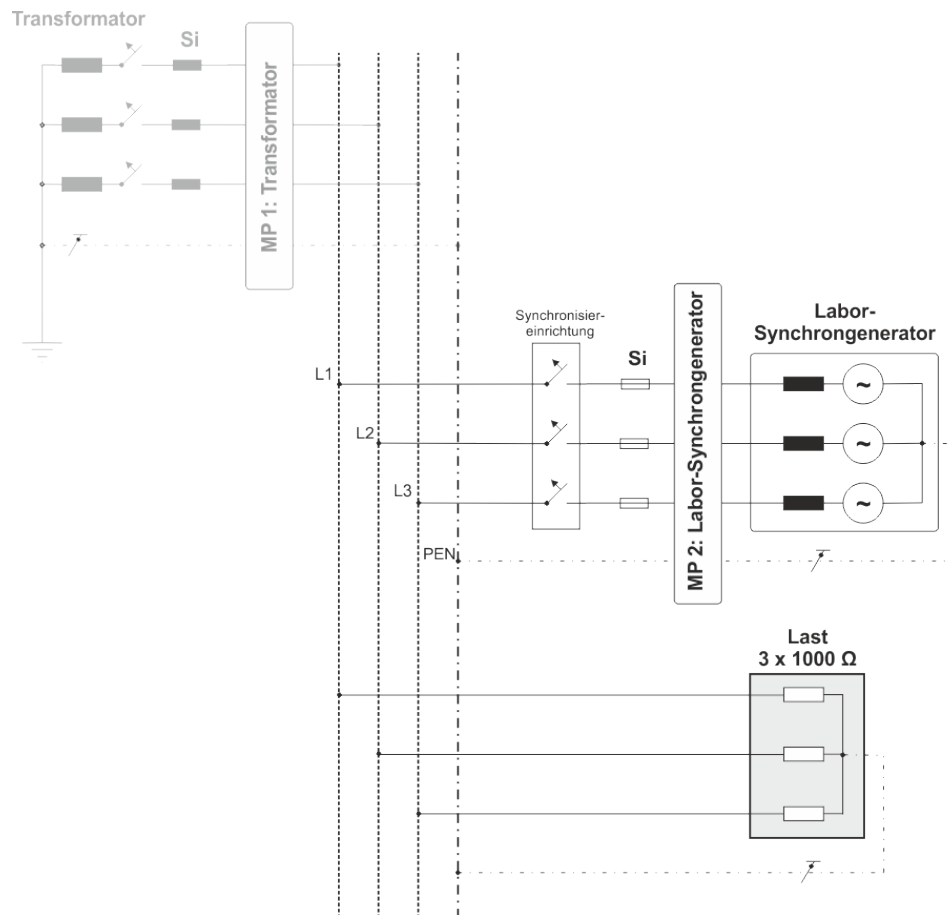 Transformator
Si
MP 1: Transformator
Synchronisier-
einrichtung
Si
MP 2: Labor-Synchrongenerator
Labor-
Synchrongenerator
L1
~
L2
~
L3
~
PEN
Last
3 x 1000 Ω